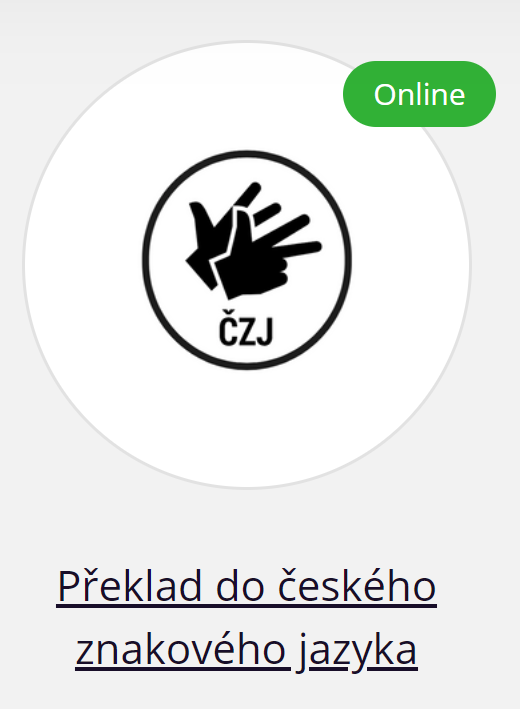 Online
ČZJ
Překlad do českého
znakového jazyka